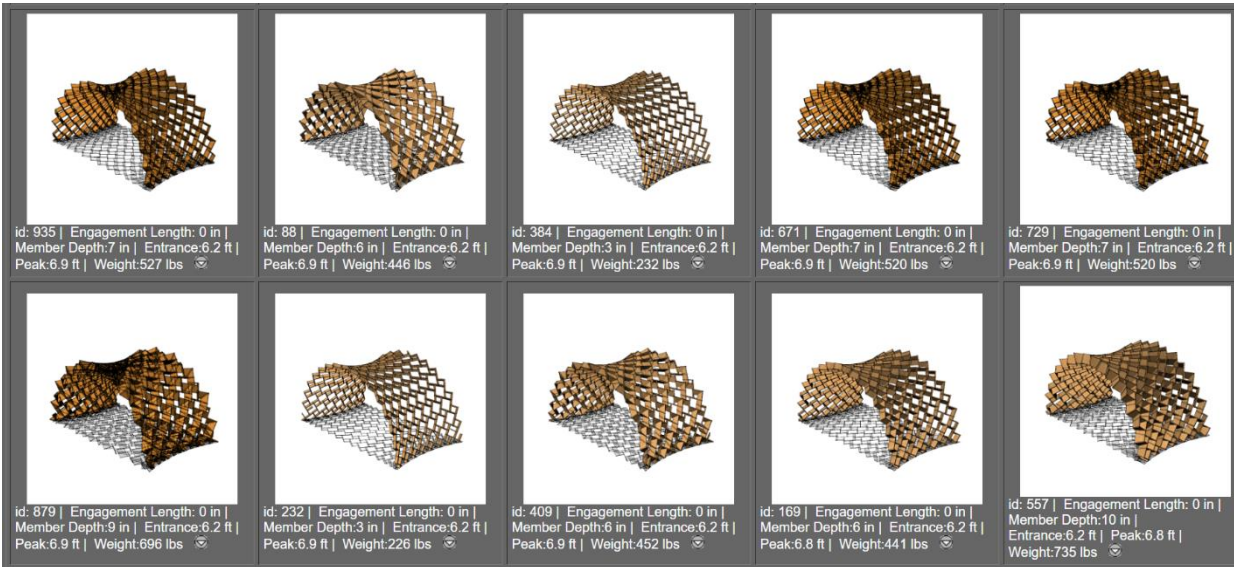 id: 935 | Engagement Length: 0 in |
Member Depth:7 in | Entrance:6.2 ft |
Peak:6.9 ft | Weight:527 lbs
id: 88 | Engagement Length: 0 in |
Member Depth:6 in | Entrance:6.2 ft |
Peak:6.9 ft | Weight:446 lbs
id: 384 | Engagement Length: 0 in |
Member Depth:3 in | Entrance:6.2 ft |
Peak:6.9 ft | Weight:232 lbs
id: 671 | Engagement Length: 0 in |
Member Depth:7 in | Entrance:6.2 ft |
Peak:6.9 ft | Weight:520 lbs
id: 729 | Engagement Length: 0 in |
Member Depth:7 in | Entrance:6.2 ft |
Peak:6.9 ft | Weight:520 lbs
id: 879 | Engagement Length: 0 in |
Member Depth:9 in | Entrance:6.2 ft |
Peak:6.9 ft | Weight:696 lbs
id: 232 | Engagement Length: 0 in |
Member Depth:3 in | Entrance:6.2 ft |
Peak:6.9 ft | Weight:226 lbs
id: 409 | Engagement Length: 0 in |
Member Depth:6 in | Entrance:6.2 ft |
Peak:6.9 ft | Weight:452 lbs
id: 169 | Engagement Length: 0 in |
Member Depth:6 in | Entrance:6.2 ft |
Peak:6.8 ft | Weight:441 lbs
id: 557 | Engagement Length: 0 in |
Member Depth:10 in |
Entrance:6.2 ft | Peak:6.8 ft |
Weight:735 lbs